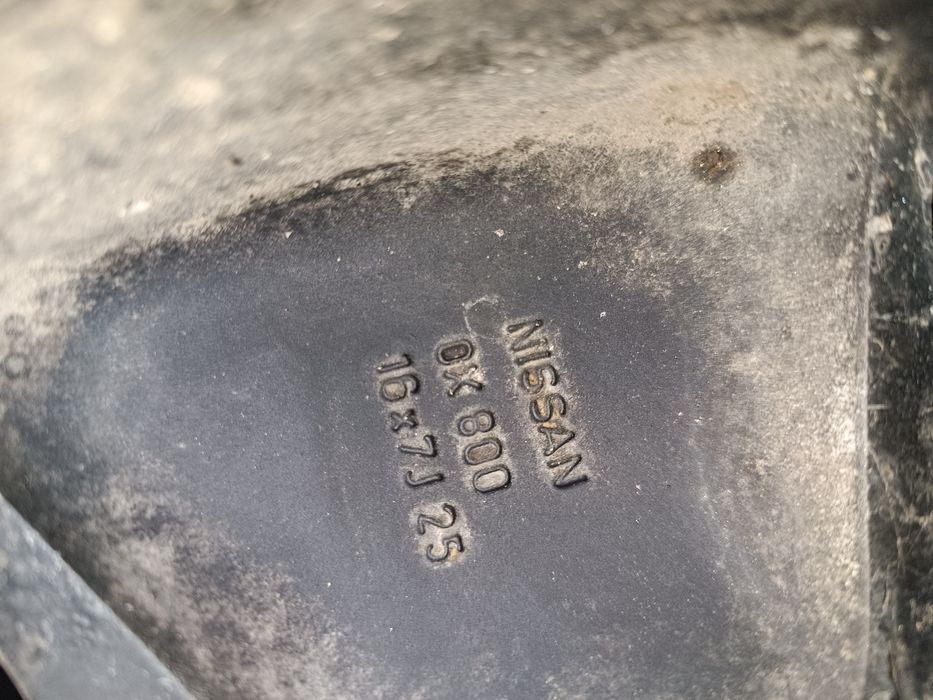 NISSAN
0X 800
16x7J 25